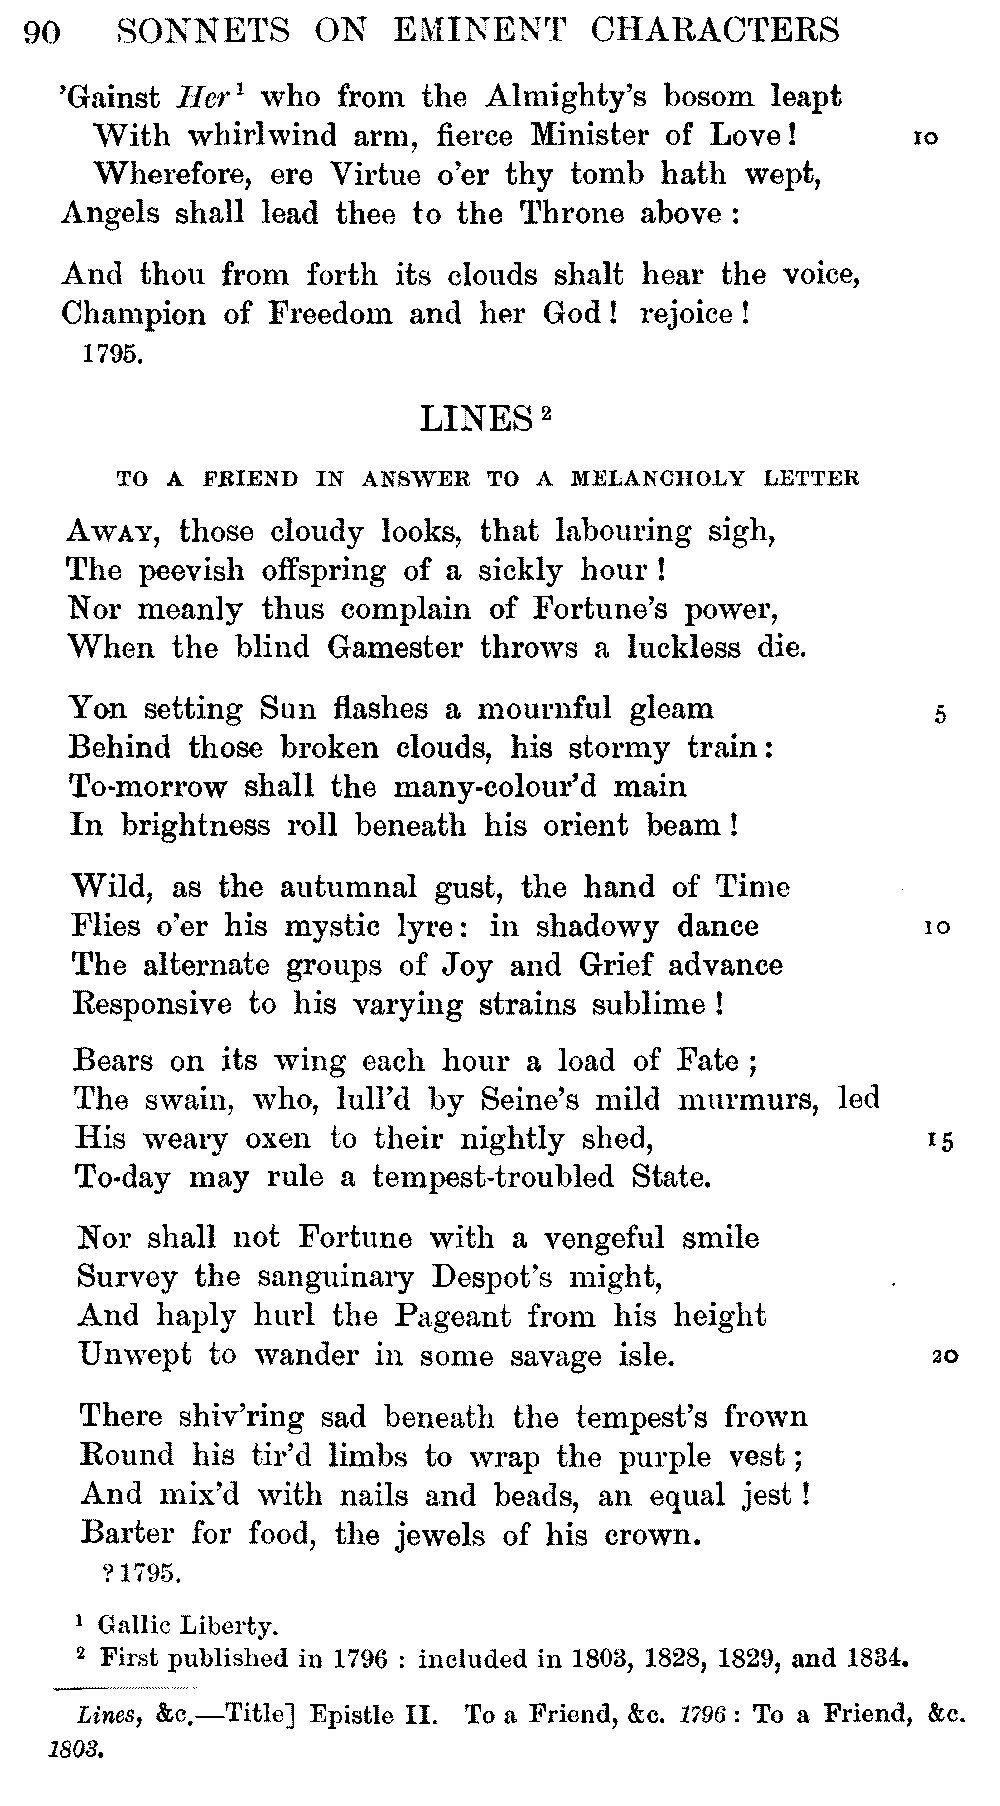 90 SONNETS ON EMINENT CHARACTERS
’Gainst Her¹ who from the Almighty’s bosom leapt
With whirlwind arm, fierce Minister of Love! 10
Wherefore, ere Virtue o’er thy tomb hath wept,
Angels shall lead thee to the Throne above :
And thou from forth its clouds shalt hear the voice,
Champion of Freedom and her God! rejoice!
1795.
LINES ²
TO A FRIEND IN ANSWER TO A MELANCHOLY LETTER
AWAY, those cloudy looks, that labouring sigh,
The peevish offspring of a sickly hour!
Nor meanly thus complain of Fortune’s power,
When the blind Gamester throws a luckless die.
Yon setting Sun flashes a mournful gleam 5
Behind those broken clouds, his stormy train:
To-morrow shall the many-colour’d main
In brightness roll beneath his orient beam!
Wild, as the autumnal gust, the hand of Time
Flies o’er his mystic lyre: in shadowy dance 10
The alternate groups of Joy and Grief advance
Responsive to his varying strains sublime!
Bears on its wing each hour a load of Fate;
The swain, who, lull’d by Seine’s mild murmurs, led
His weary oxen to their nightly shed, 15
To-day may rule a tempest-troubled State.
Nor shall not Fortune with a vengeful smile
Survey the sanguinary Despot’s might,
And haply hurl the Pageant from his height
Unwept to wander in some savage isle. 20
There shiv’ring sad beneath the tempest’s frown
Round his tir’d limbs to wrap the purple vest;
And mix’d with nails and beads, an equal jest!
Barter for food, the jewels of his crown.
? 1795.
¹ Gallic Liberty.
² First published in 1796 : included in 1803, 1828, 1829, and 1834.
Lines, &c.—Title] Epistle II. To a Friend, &c. 1796 : To a Friend, &c.
1803.